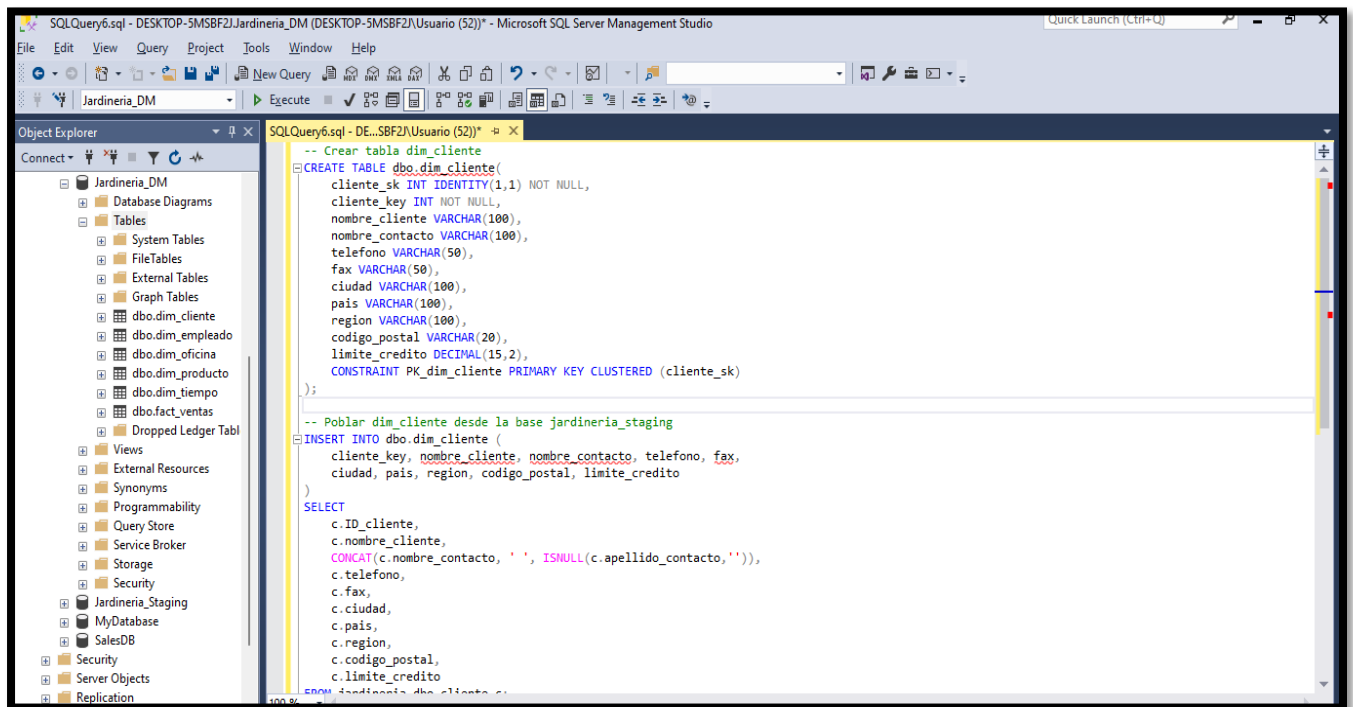 SQLQuery6.sql - DESKTOP-5MSBF2J.Jardineria_DM (DESKTOP-5MSBF2J\Usuario (52))* - Microsoft SQL Server Management Studio
Quick Launch (Ctrl+Q)
File Edit View Query Project Tools Window Help
New Query MDX DMX XMLA DAX
Jardineria_DM Execute
Object Explorer
SQLQuery6.sql - DE...SBF2J\Usuario (52))*
Connect
Jardineria_DM
Database Diagrams
Tables
System Tables
FileTables
External Tables
Graph Tables
dbo.dim_cliente
dbo.dim_empleado
dbo.dim_oficina
dbo.dim_producto
dbo.dim_tiempo
dbo.fact_ventas
Dropped Ledger Tabl
Views
External Resources
Synonyms
Programmability
Query Store
Service Broker
Storage
Security
Jardineria_Staging
MyDatabase
SalesDB
Security
Server Objects
Replication
-- Crear tabla dim_cliente
CREATE TABLE dbo.dim_cliente(
cliente_sk INT IDENTITY(1,1) NOT NULL,
cliente_key INT NOT NULL,
nombre_cliente VARCHAR(100),
nombre_contacto VARCHAR(100),
telefono VARCHAR(50),
fax VARCHAR(50),
ciudad VARCHAR(100),
pais VARCHAR(100),
region VARCHAR(100),
codigo_postal VARCHAR(20),
limite_credito DECIMAL(15,2),
CONSTRAINT PK_dim_cliente PRIMARY KEY CLUSTERED (cliente_sk)
);
-- Poblar dim_cliente desde la base jardineria_staging
INSERT INTO dbo.dim_cliente (
cliente_key, nombre_cliente, nombre_contacto, telefono, fax,
ciudad, pais, region, codigo_postal, limite_credito
)
SELECT
c.ID_cliente,
c.nombre_cliente,
CONCAT(c.nombre_contacto, ' ', ISNULL(c.apellido_contacto,'')),
c.telefono,
c.fax,
c.ciudad,
c.pais,
c.region,
c.codigo_postal,
c.limite_credito
FROM jardineria.dbo.cliente c;
100 %